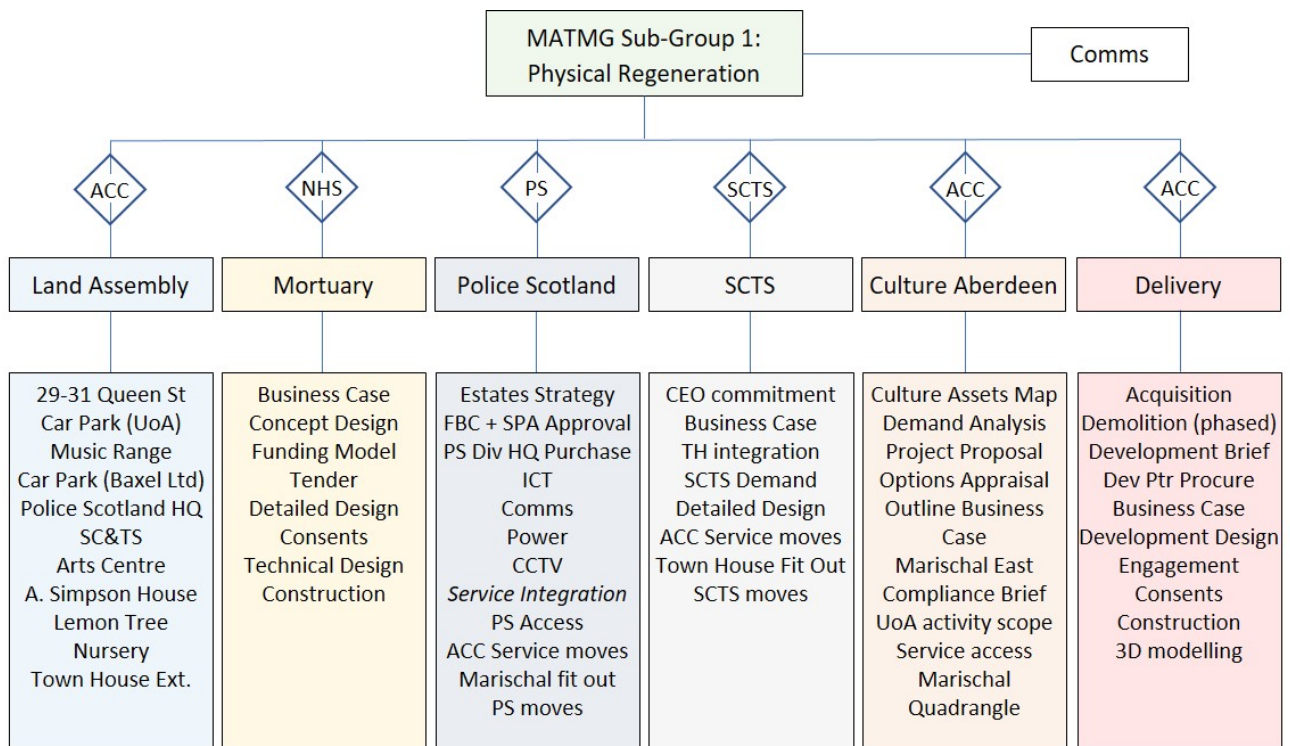 MATMG Sub-Group 1:
Physical Regeneration
Comms
ACC
NHS
PS
SCTS
ACC
ACC
Land Assembly
Mortuary
Police Scotland
SCTS
Culture Aberdeen
Delivery
29-31 Queen St
Car Park (UoA)
Music Range
Car Park (Baxel Ltd)
Police Scotland HQ
SC&TS
Arts Centre
A. Simpson House
Lemon Tree
Nursery
Town House Ext.
Business Case
Concept Design
Funding Model
Tender
Detailed Design
Consents
Technical Design
Construction
Estates Strategy
FBC + SPA Approval
PS Div HQ Purchase
ICT
Comms
Power
CCTV
Service Integration
PS Access
ACC Service moves
Marischal fit out
PS moves
CEO commitment
Business Case
TH integration
SCTS Demand
Detailed Design
ACC Service moves
Town House Fit Out
SCTS moves
Culture Assets Map
Demand Analysis
Project Proposal
Options Appraisal
Outline Business
Case
Marischal East
Compliance Brief
UoA activity scope
Service access
Marischal
Quadrangle
Acquisition
Demolition (phased)
Development Brief
Dev Ptr Procure
Business Case
Development Design
Engagement
Consents
Construction
3D modelling